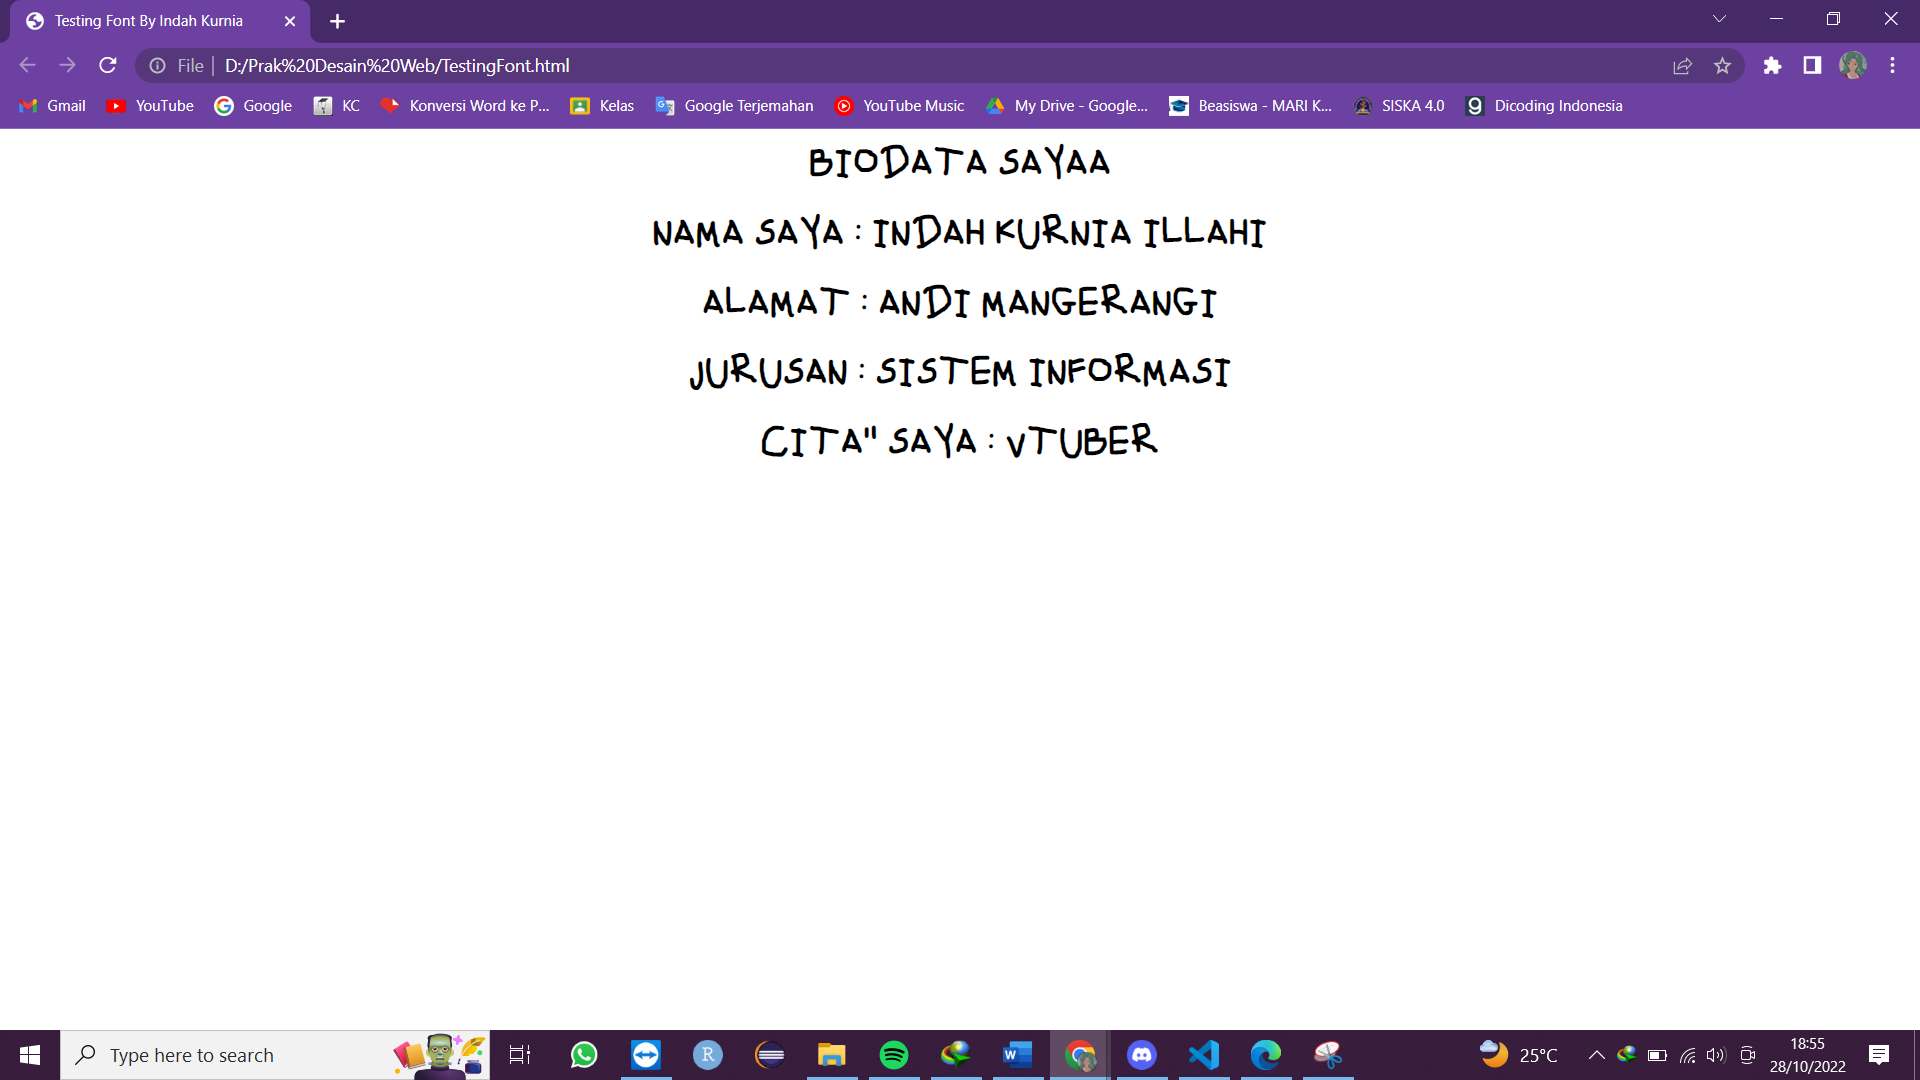 Testing Font By Indah Kurnia
File | D:/Prak%20Desain%20Web/TestingFont.html
Gmail YouTube Google KC Konversi Word ke P... Kelas Google Terjemahan YouTube Music My Drive - Google... Beasiswa - MARI K... SISKA 4.0 Dicoding Indonesia
BIODATA SAYAA
NAMA SAYA : INDAH KURNIA ILLAHI
ALAMAT : ANDI MANGERANGI
JURUSAN : SISTEM INFORMASI
CITA" SAYA : VTUBER
Type here to search
25°C
18:55
28/10/2022